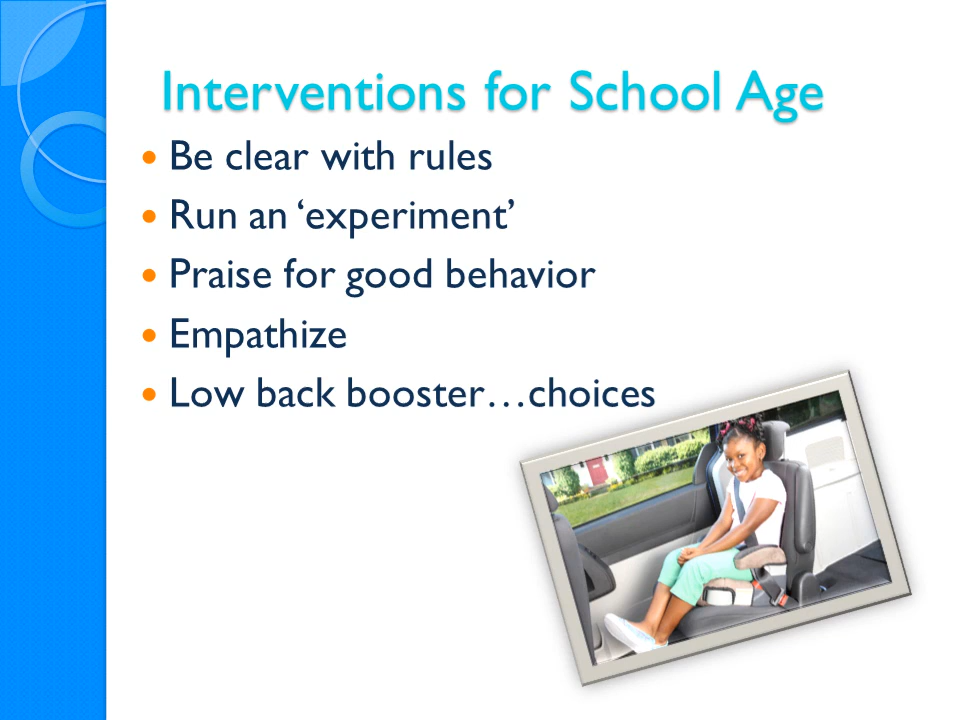 Interventions for School Age
Be clear with rules
Run an ‘experiment’
Praise for good behavior
Empathize
Low back booster…choices